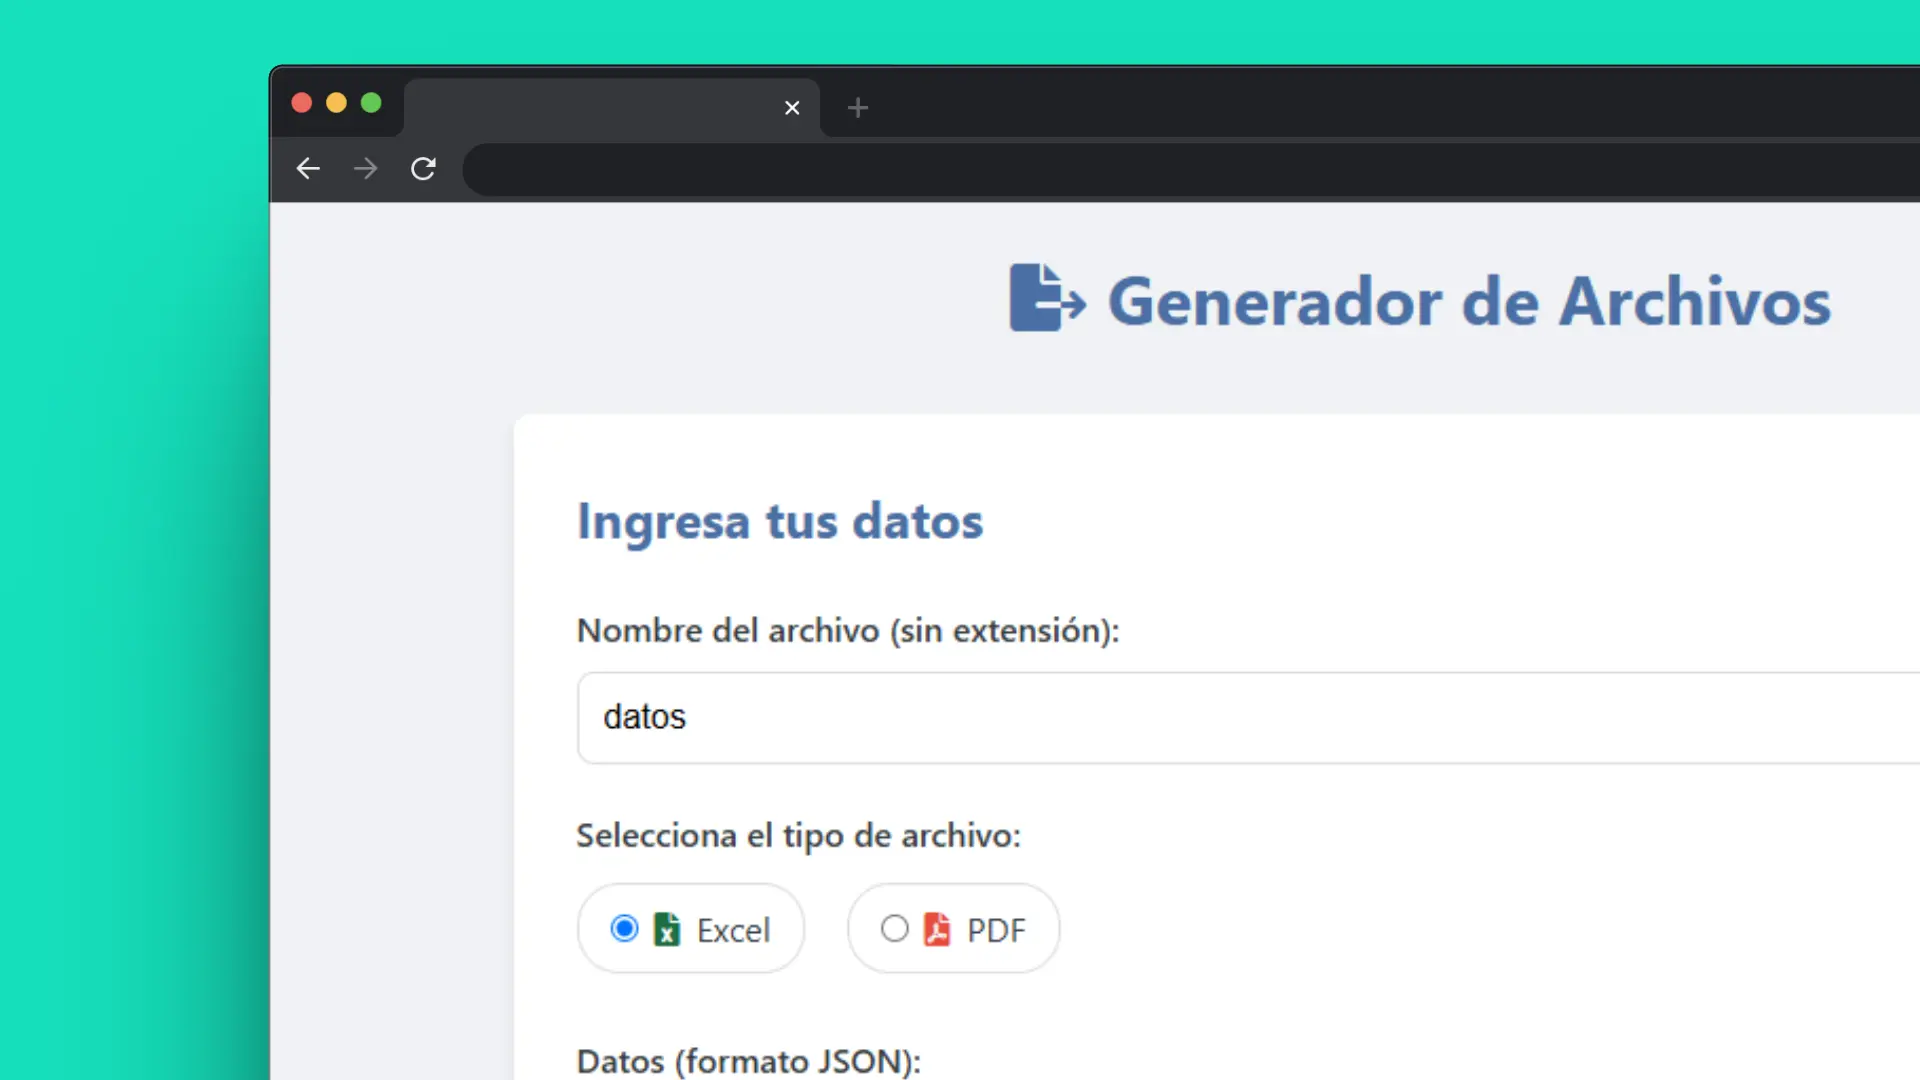 Generador de Archivos
Ingresa tus datos
Nombre del archivo (sin extensión):
datos
Selecciona el tipo de archivo:
Excel PDF
Datos (formato JSON):